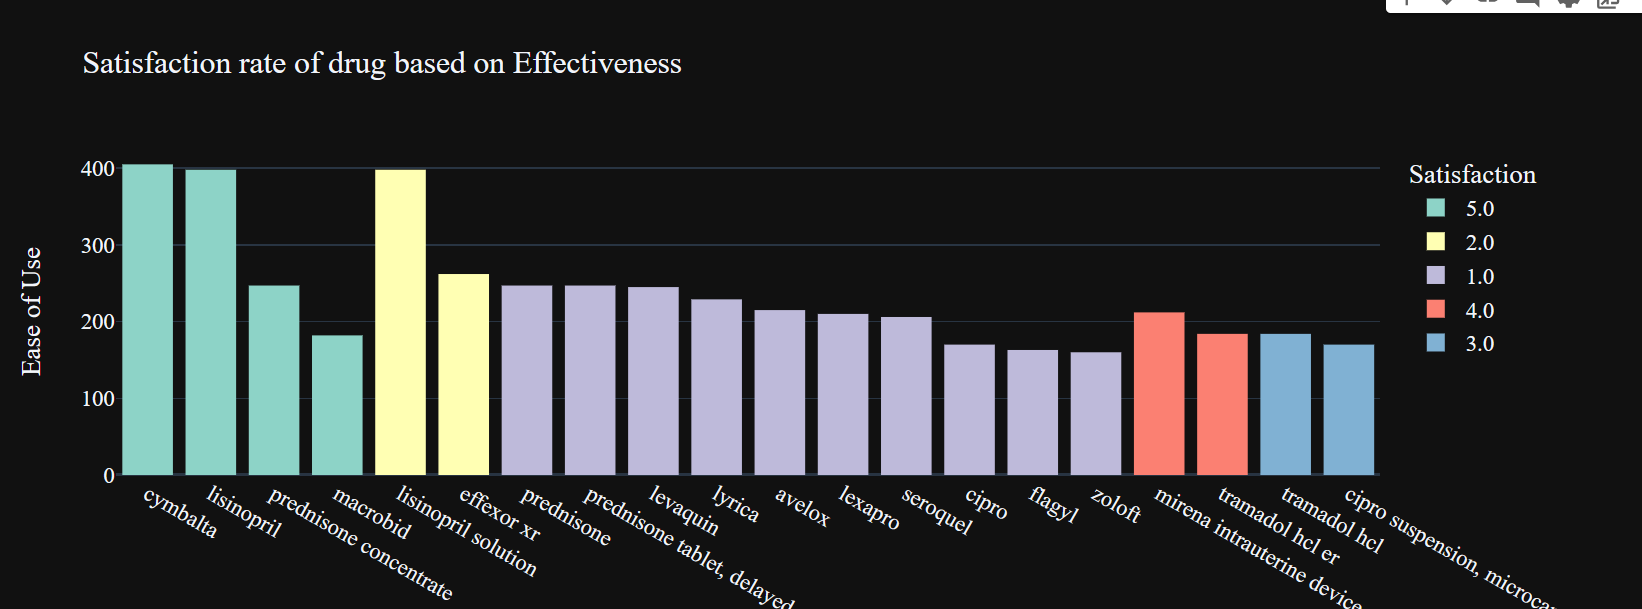 Satisfaction rate of drug based on Effectiveness
400
300
200
100
0
Ease of Use
cymbalta
lisinopril
prednisone concentrate
macrobid
lisinopril solution
effexor xr
prednisone
prednisone tablet, delayed
levaquin
lyrica
avelox
lexapro
seroquel
cipro
flagyl
zoloft
mirena intrauterine device
tramadol hcl er
tramadol hcl
cipro suspension,
Satisfaction
5.0
2.0
1.0
4.0
3.0